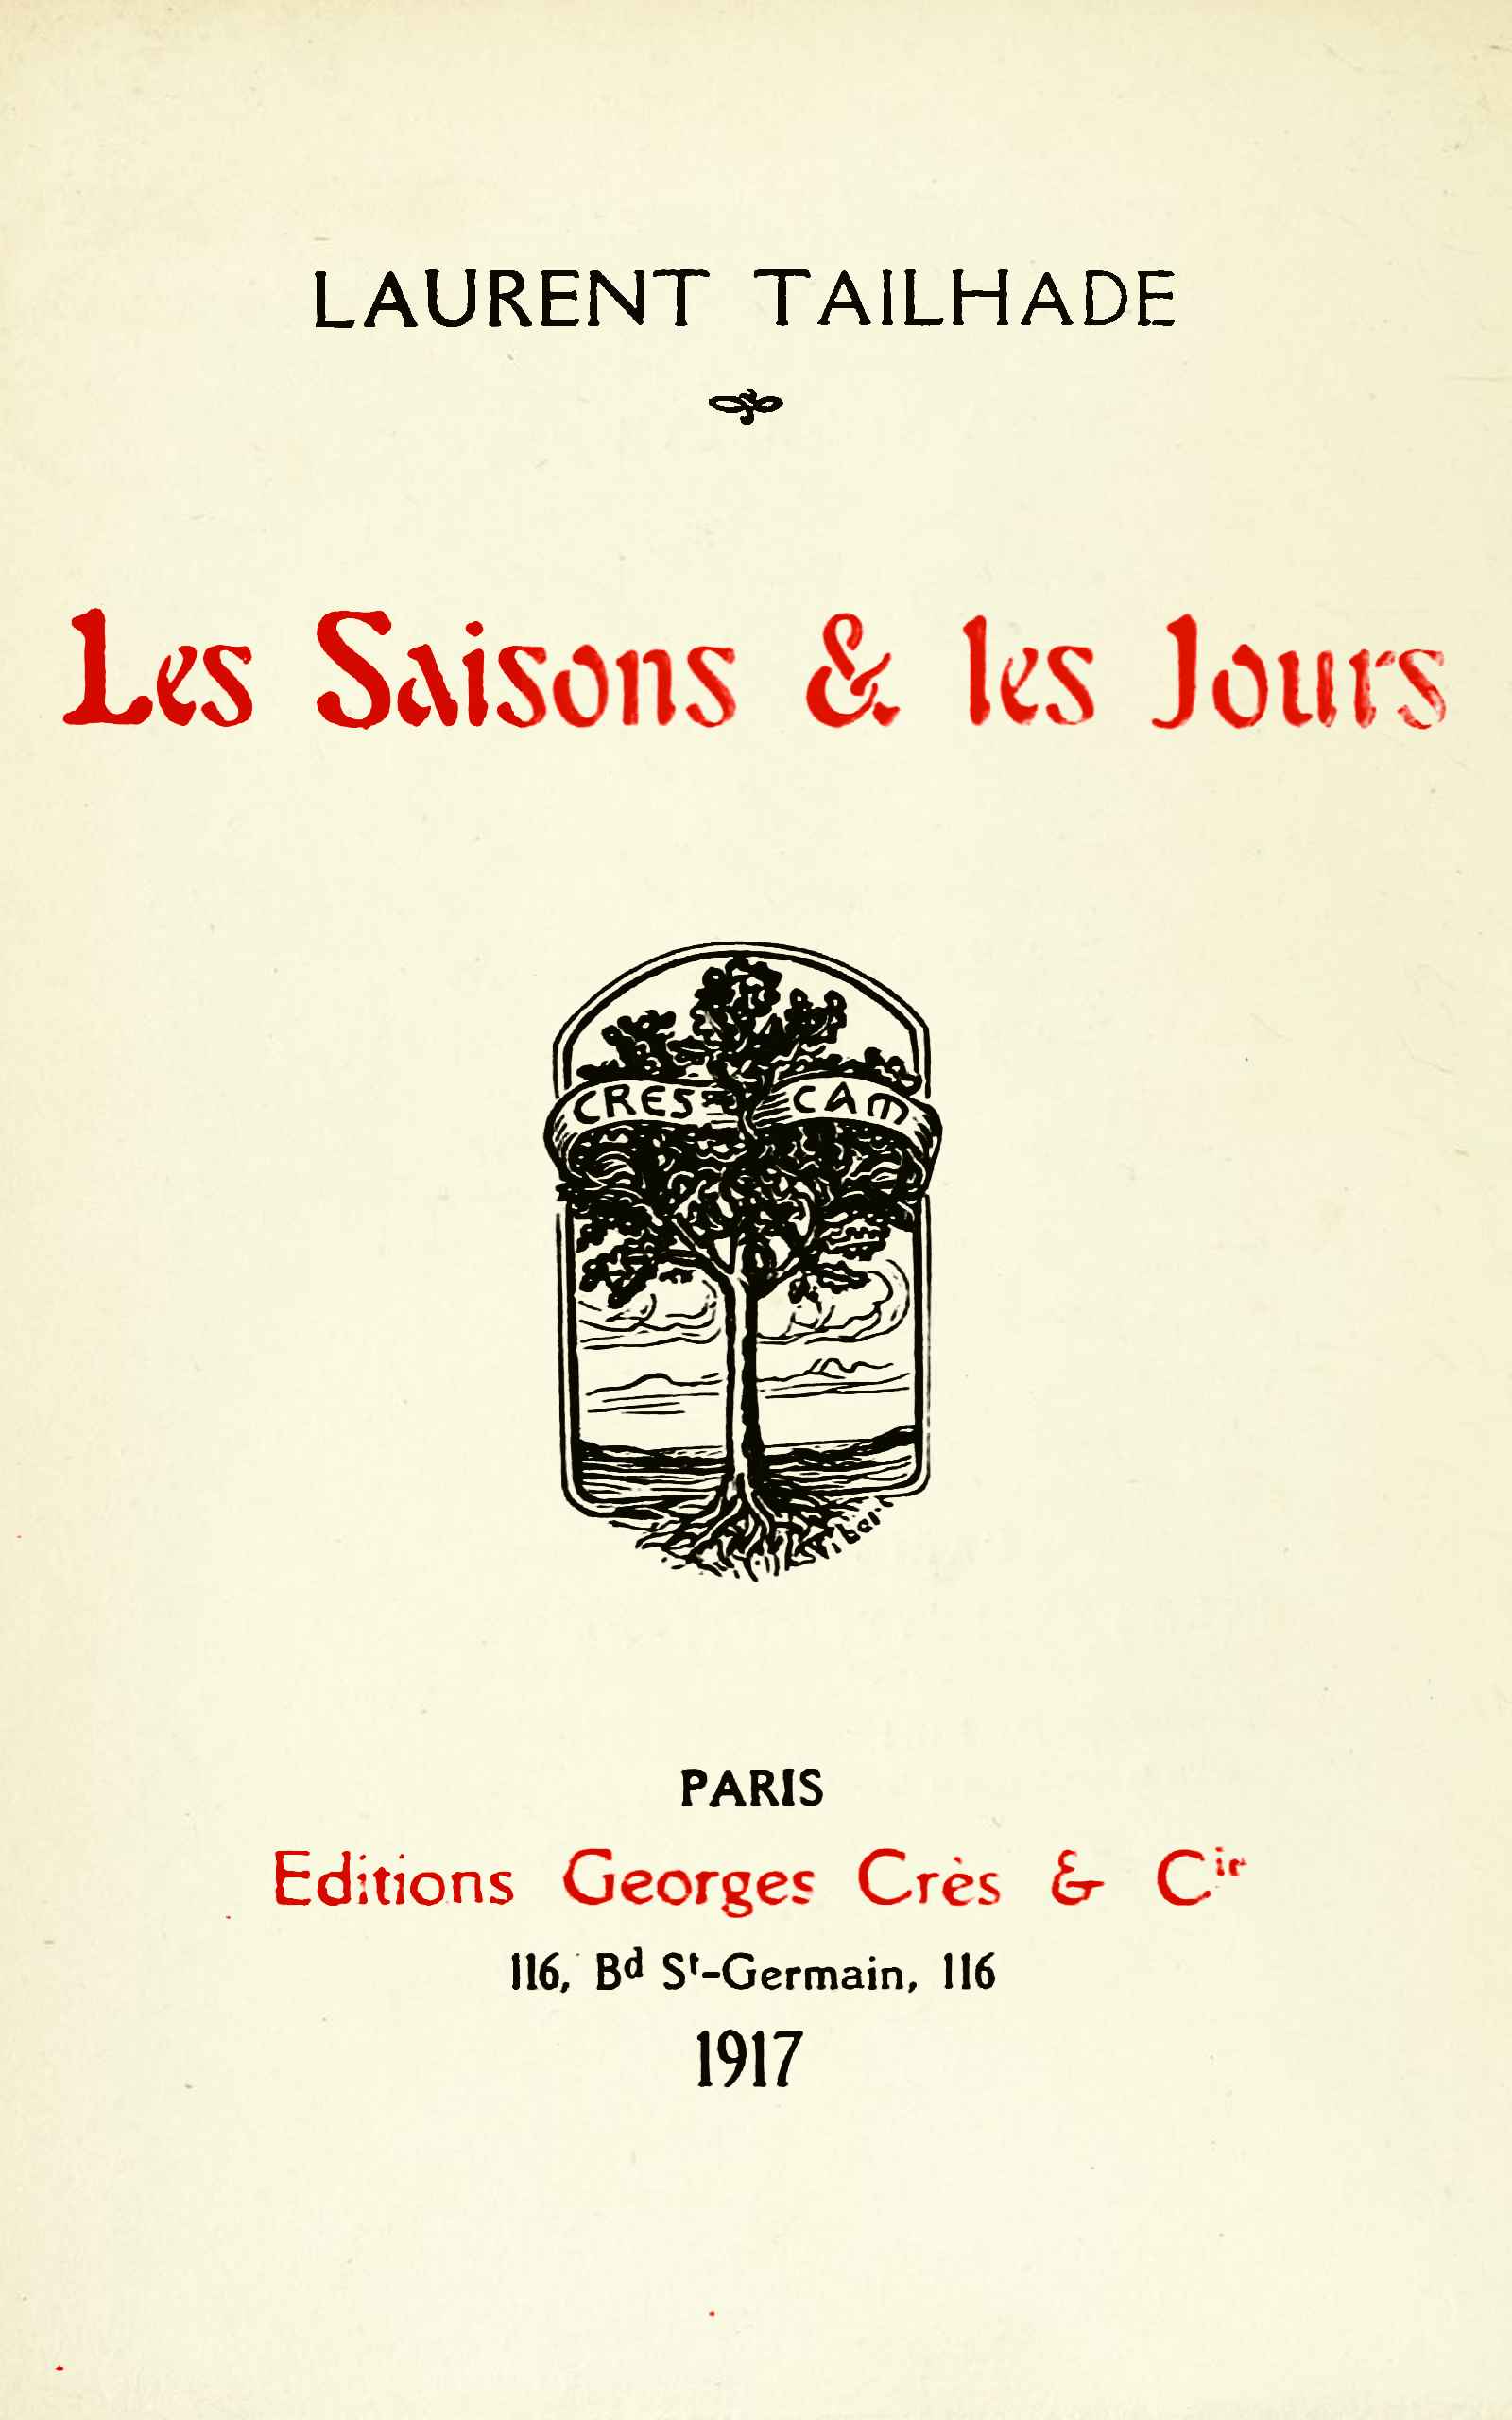 LAURENT TAILHADE
Les Saisons & les Jours
CRES CAM
PARIS
Editions Georges Crès & Cie
116, Bd St-Germain, 116
1917